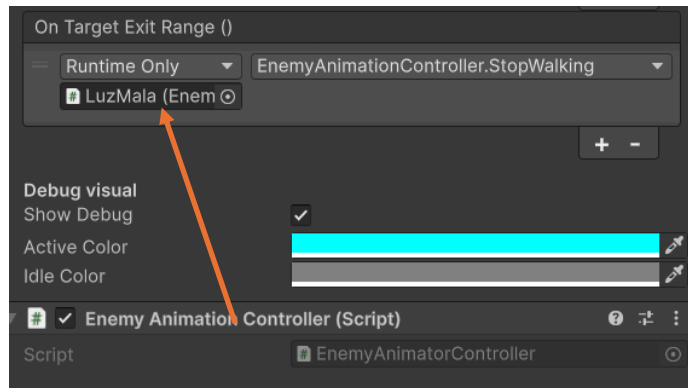 On Target Exit Range ()
Runtime Only EnemyAnimationController.StopWalking
LuzMala (Enem
+ -
Debug visual
Show Debug
Active Color
Idle Color
# Enemy Animation Controller (Script)
Script EnemyAnimatorController